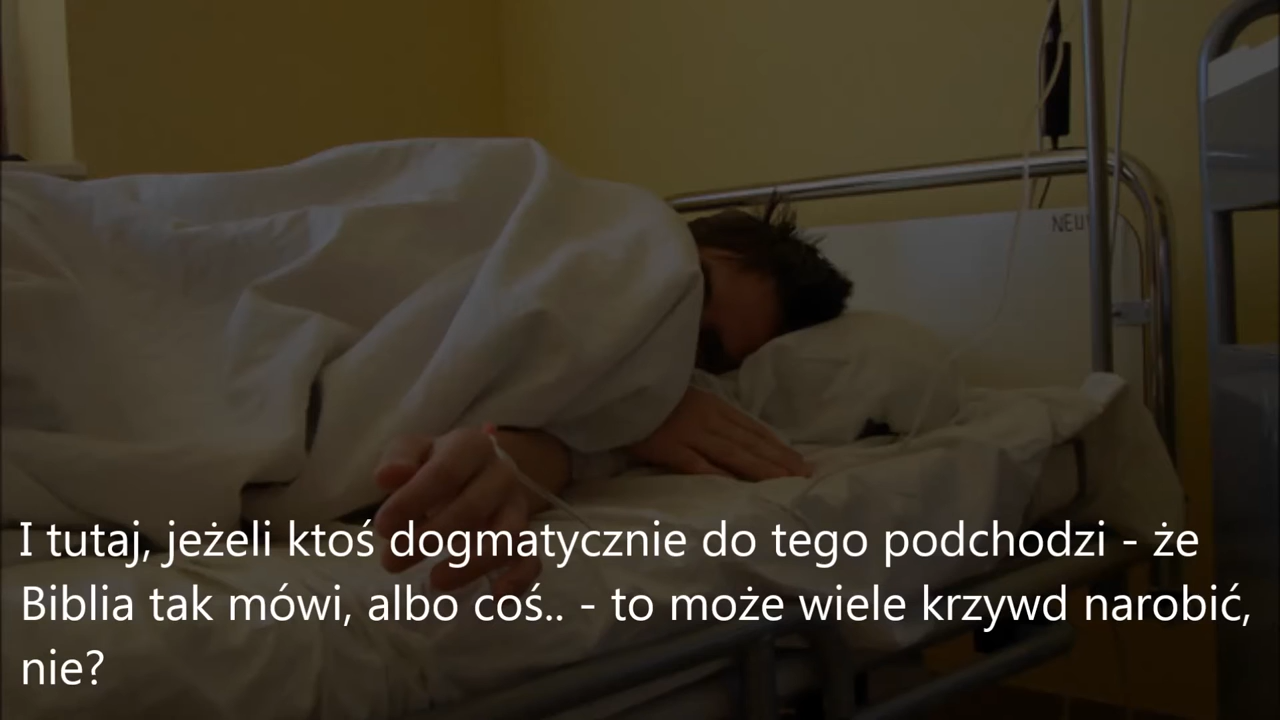 NEU
I tutaj, jeżeli ktoś dogmatycznie do tego podchodzi - że
Biblia tak mówi, albo coś.. - to może wiele krzywd narobić,
nie?